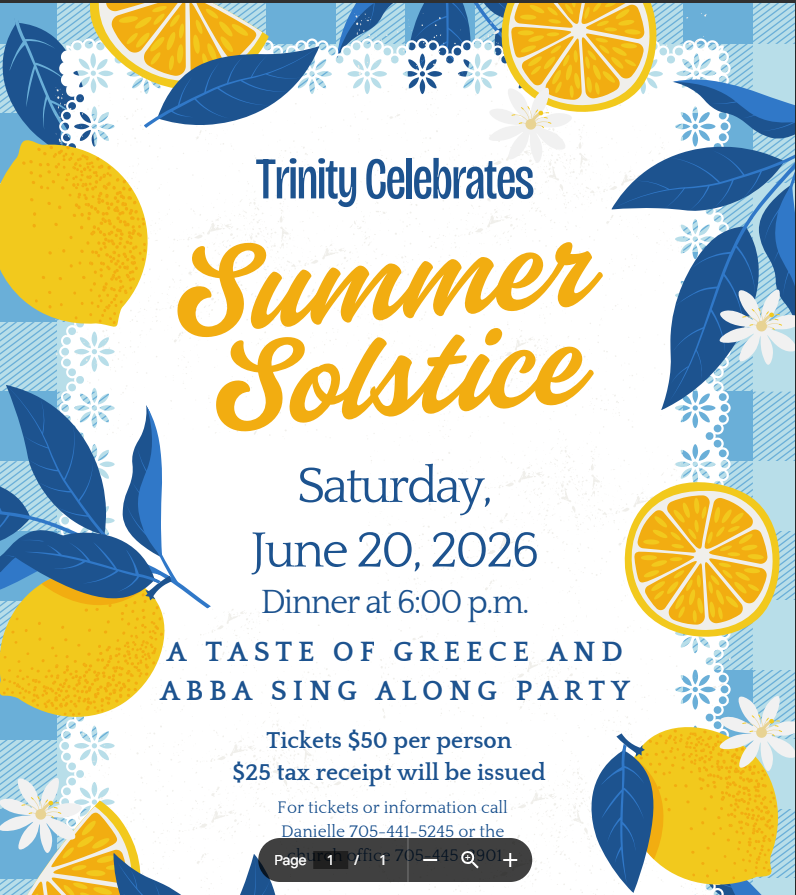 Trinity Celebrates
Summer
Solstice
Saturday,
June 20, 2026
Dinner at 6:00 p.m.
A TASTE OF GREECE AND
ABBA SING ALONG PARTY
Tickets $50 per person
$25 tax receipt will be issued
For tickets or information call
Danielle 705-441-5245 or the
church office 705-445-3901
Page 1 / 1